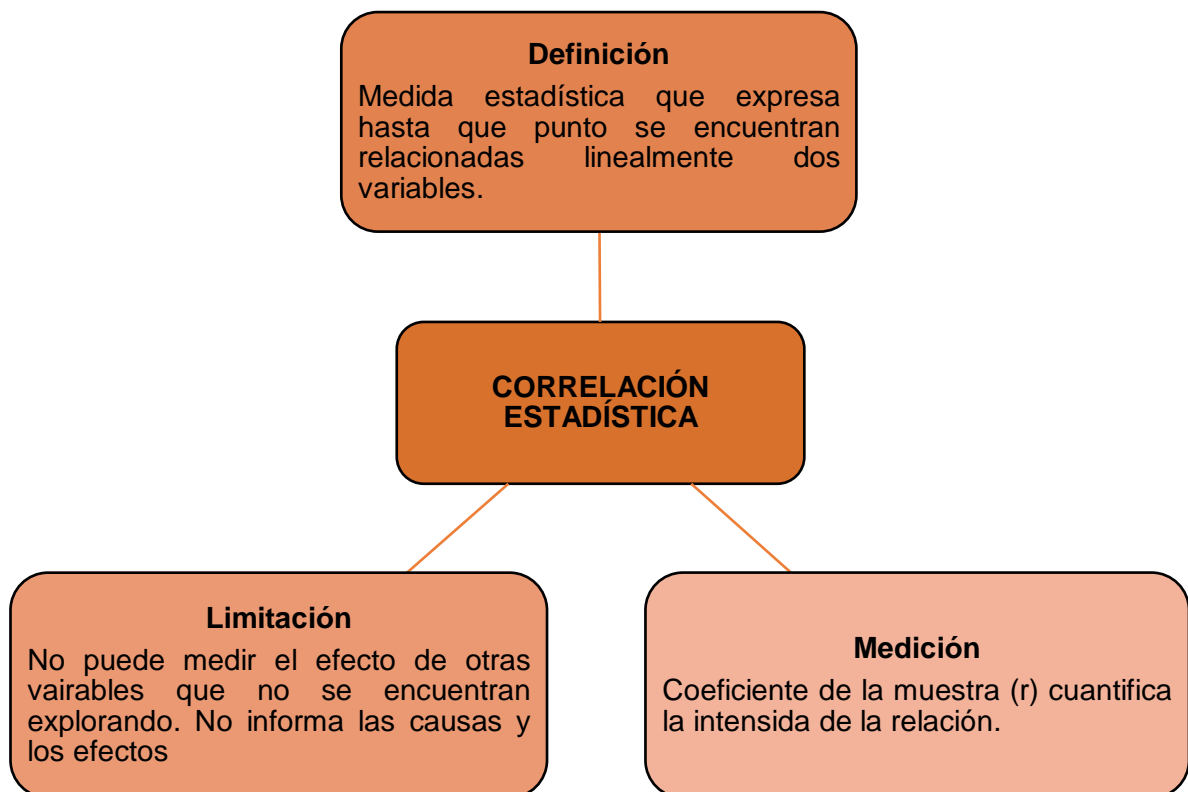 Definición
Medida estadística que expresa
hasta que punto se encuentran
relacionadas linealmente dos
variables.
CORRELACIÓN
ESTADÍSTICA
Limitación
No puede medir el efecto de otras
vairables que no se encuentran
explorando. No informa las causas y
los efectos
Medición
Coeficiente de la muestra (r) cuantifica
la intensida de la relación.